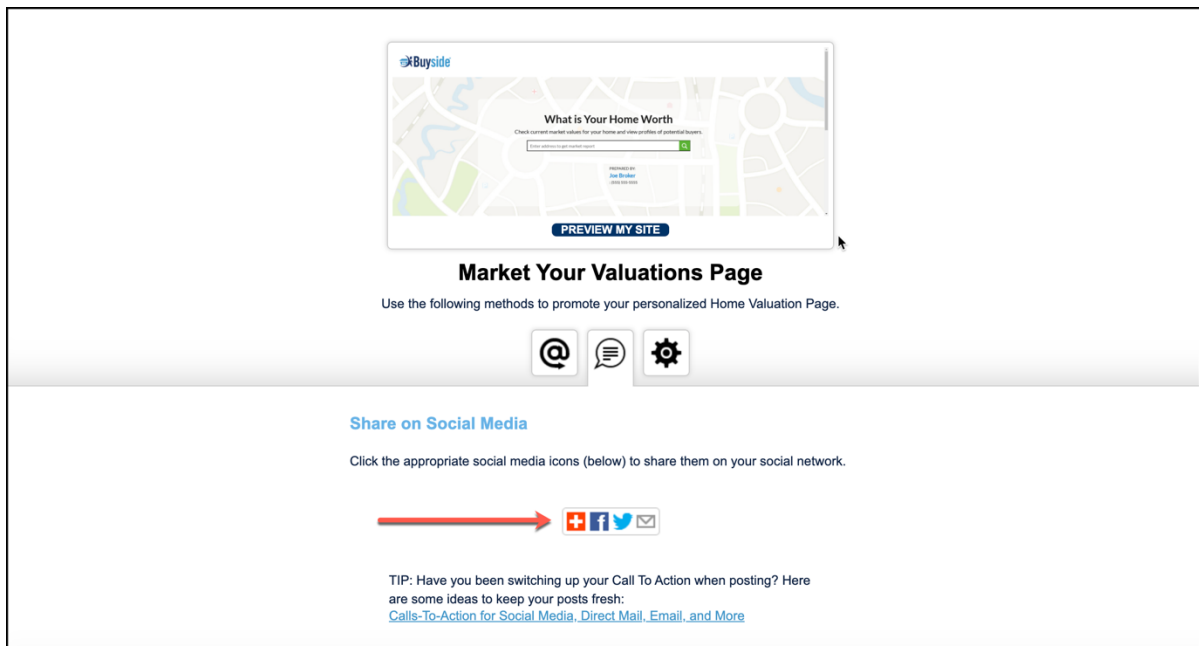 Buyside
What is Your Home Worth
Check current market values for your home and view profiles of potential buyers.
Enter address to get market report
PREPARED BY:
Joe Broker
PREVIEW MY SITE
Market Your Valuations Page
Use the following methods to promote your personalized Home Valuation Page.
Share on Social Media
Click the appropriate social media icons (below) to share them on your social network.
TIP: Have you been switching up your Call To Action when posting? Here
are some ideas to keep your posts fresh:
Calls-To-Action for Social Media, Direct Mail, Email, and More